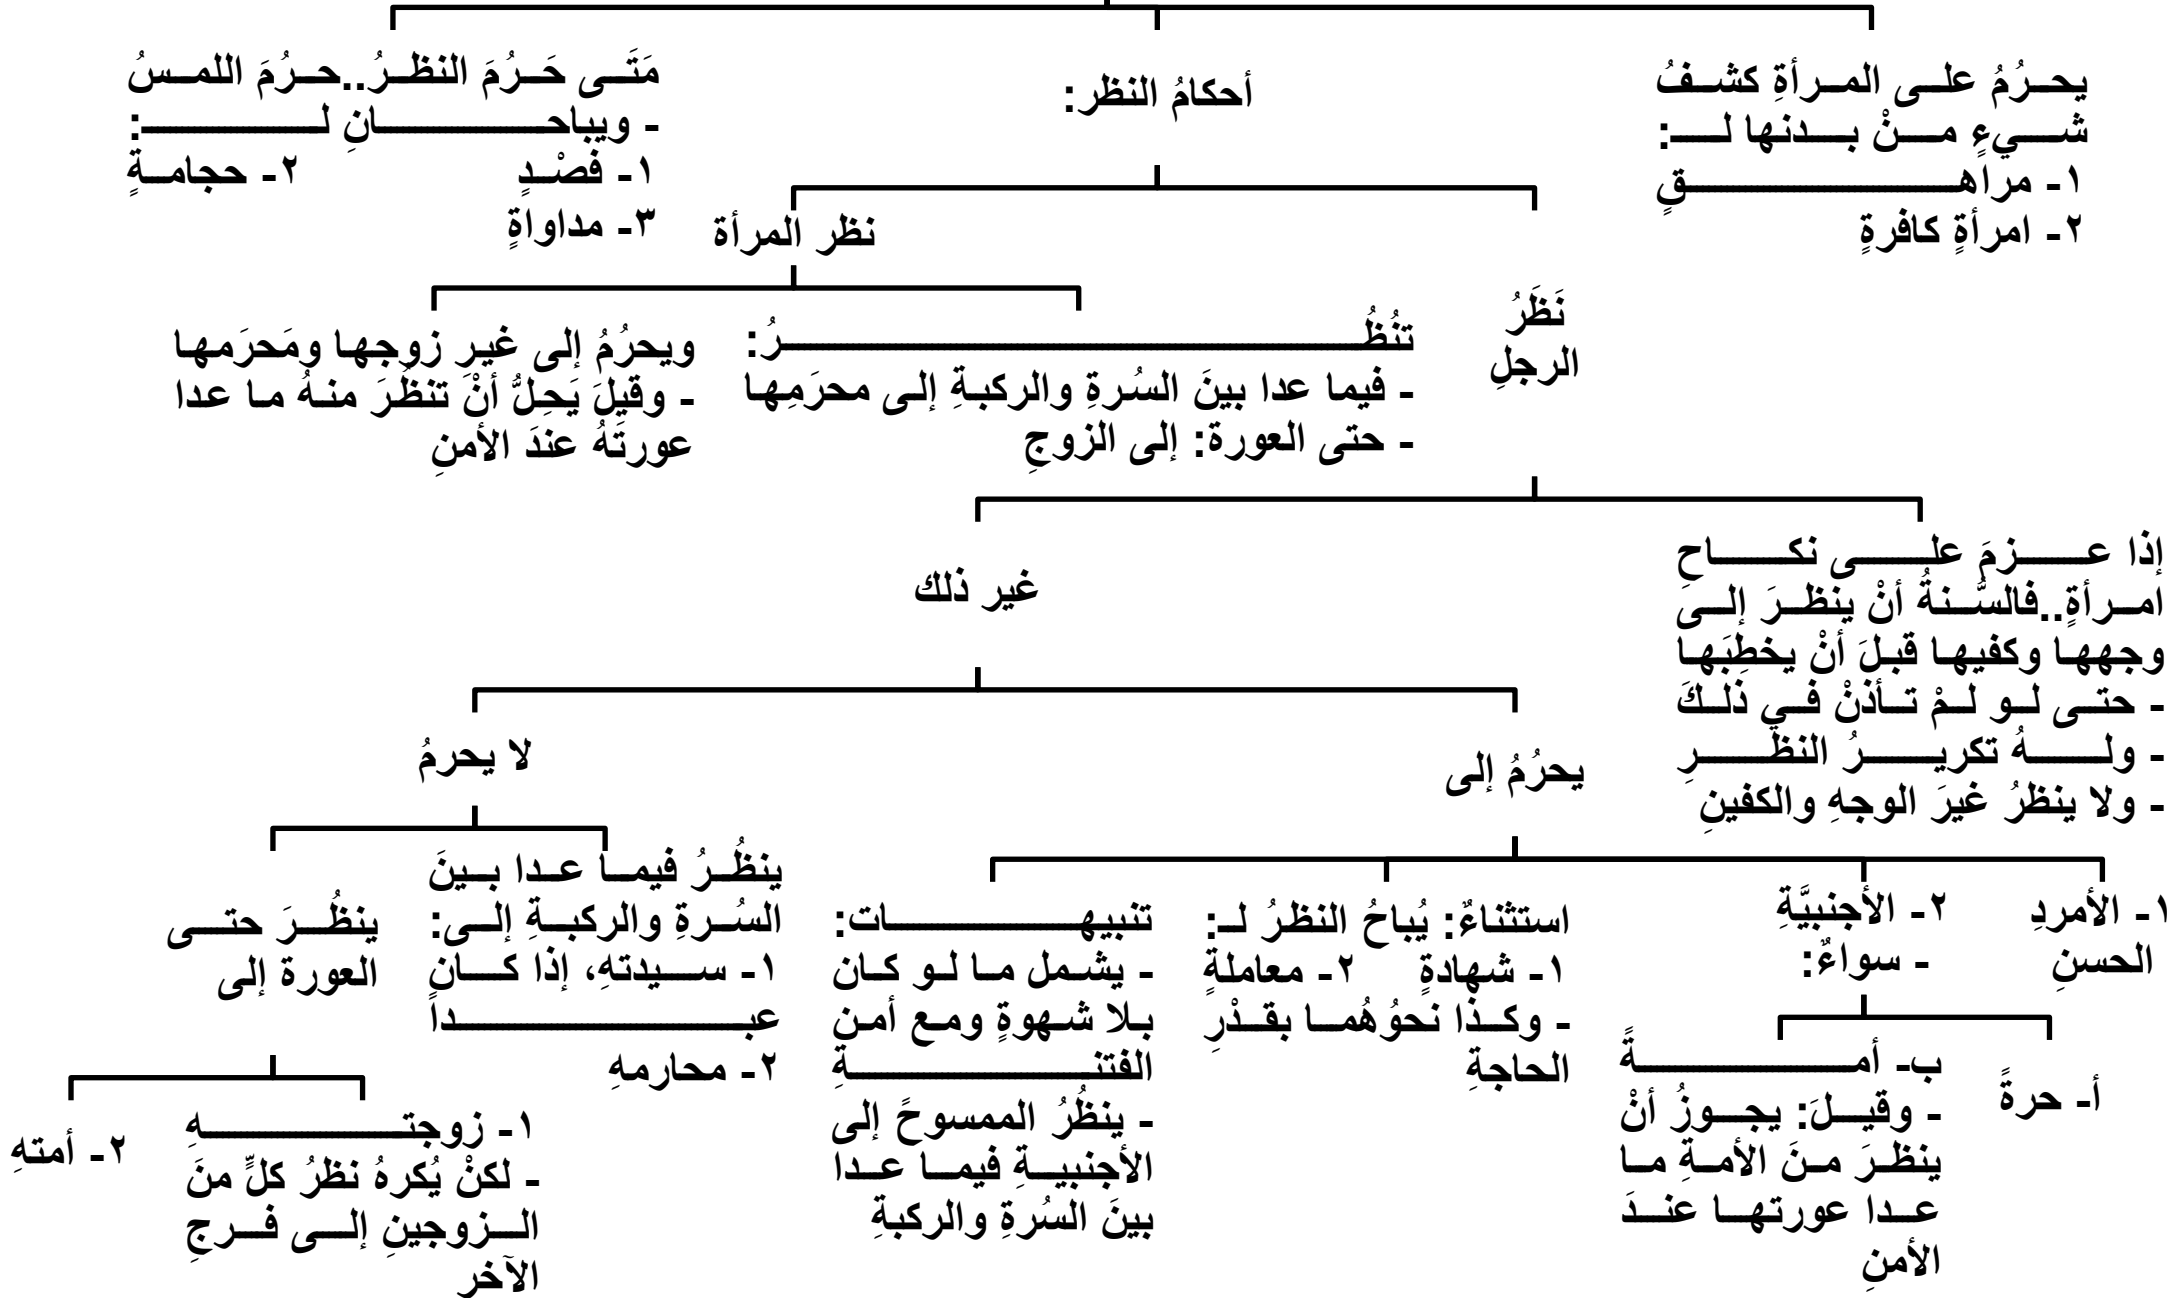 يحرُمُ على المرأةِ كشفُ
شيءٍ منْ بدنها لـ:
١- مراهقٍ
٢- امرأةٍ كافرةٍ
أحكامُ النظر:
مَتَى حَرُمَ النظرُ..حرُمَ اللمسُ
- ويباحانِ لـ:
١- فصْدٍ ٢- حجامةٍ
٣- مداواةٍ
نَظَرُ
الرجلِ
نظر المرأة
تنُظُرُ:
- فيما عدا بينَ السُرةِ والركبةِ إلى محرَمِها
- حتى العورة: إلى الزوجِ
ويحرُمُ إلى غيرِ زوجها ومَحرَمها
- وقيلَ يَحِلُّ أنْ تنظُرَ منهُ ما عدا
عورتَهُ عندَ الأمنِ
إذا عزمَ على نكاحِ
امرأةٍ..فالسُّنةُ أنْ ينظرَ إلى
وجهها وكفيها قبلَ أنْ يخطِبَها
- حتى لو لمْ تأذنْ في ذلكَ
- ولهُ تكريرُ النظرِ
- ولا ينظرُ غيرَ الوجهِ والكفينِ
غير ذلك
يحرُمُ إلى
لا يحرمُ
١- الأمردِ
الحسنِ
٢- الأجنبيَّةِ
- سواءٌ:
أ- حرةً
ب- أمةً
- وقيلَ: يجوزُ أنْ
ينظرَ منَ الأمةِ ما
عدا عورتها عندَ
الأمنِ
استثناءٌ: يُباحُ النظرُ لـ:
١- شهادةٍ ٢- معاملةٍ
- وكذا نحوُهُما بقدْرِ
الحاجةِ
تنبيهات:
- يشمل ما لو كان
بلا شهوةٍ ومع أمن
الفتنةِ
- ينظُرُ الممسوحً إلى
الأجنبيةِ فيما عدا
بينَ السُرةِ والركبةِ
ينظُرُ فيما عدا بينَ
السُرةِ والركبةِ إلى:
١- سيدتهِ، إذا كان
عبداً
٢- محارمهِ
ينظُرَ حتى
العورة إلى
١- زوجتهِ
- لكنْ يُكرهُ نظرُ كلٍّ منَ
الزوجينِ إلى فرجِ
الآخر
٢- أمتهِ